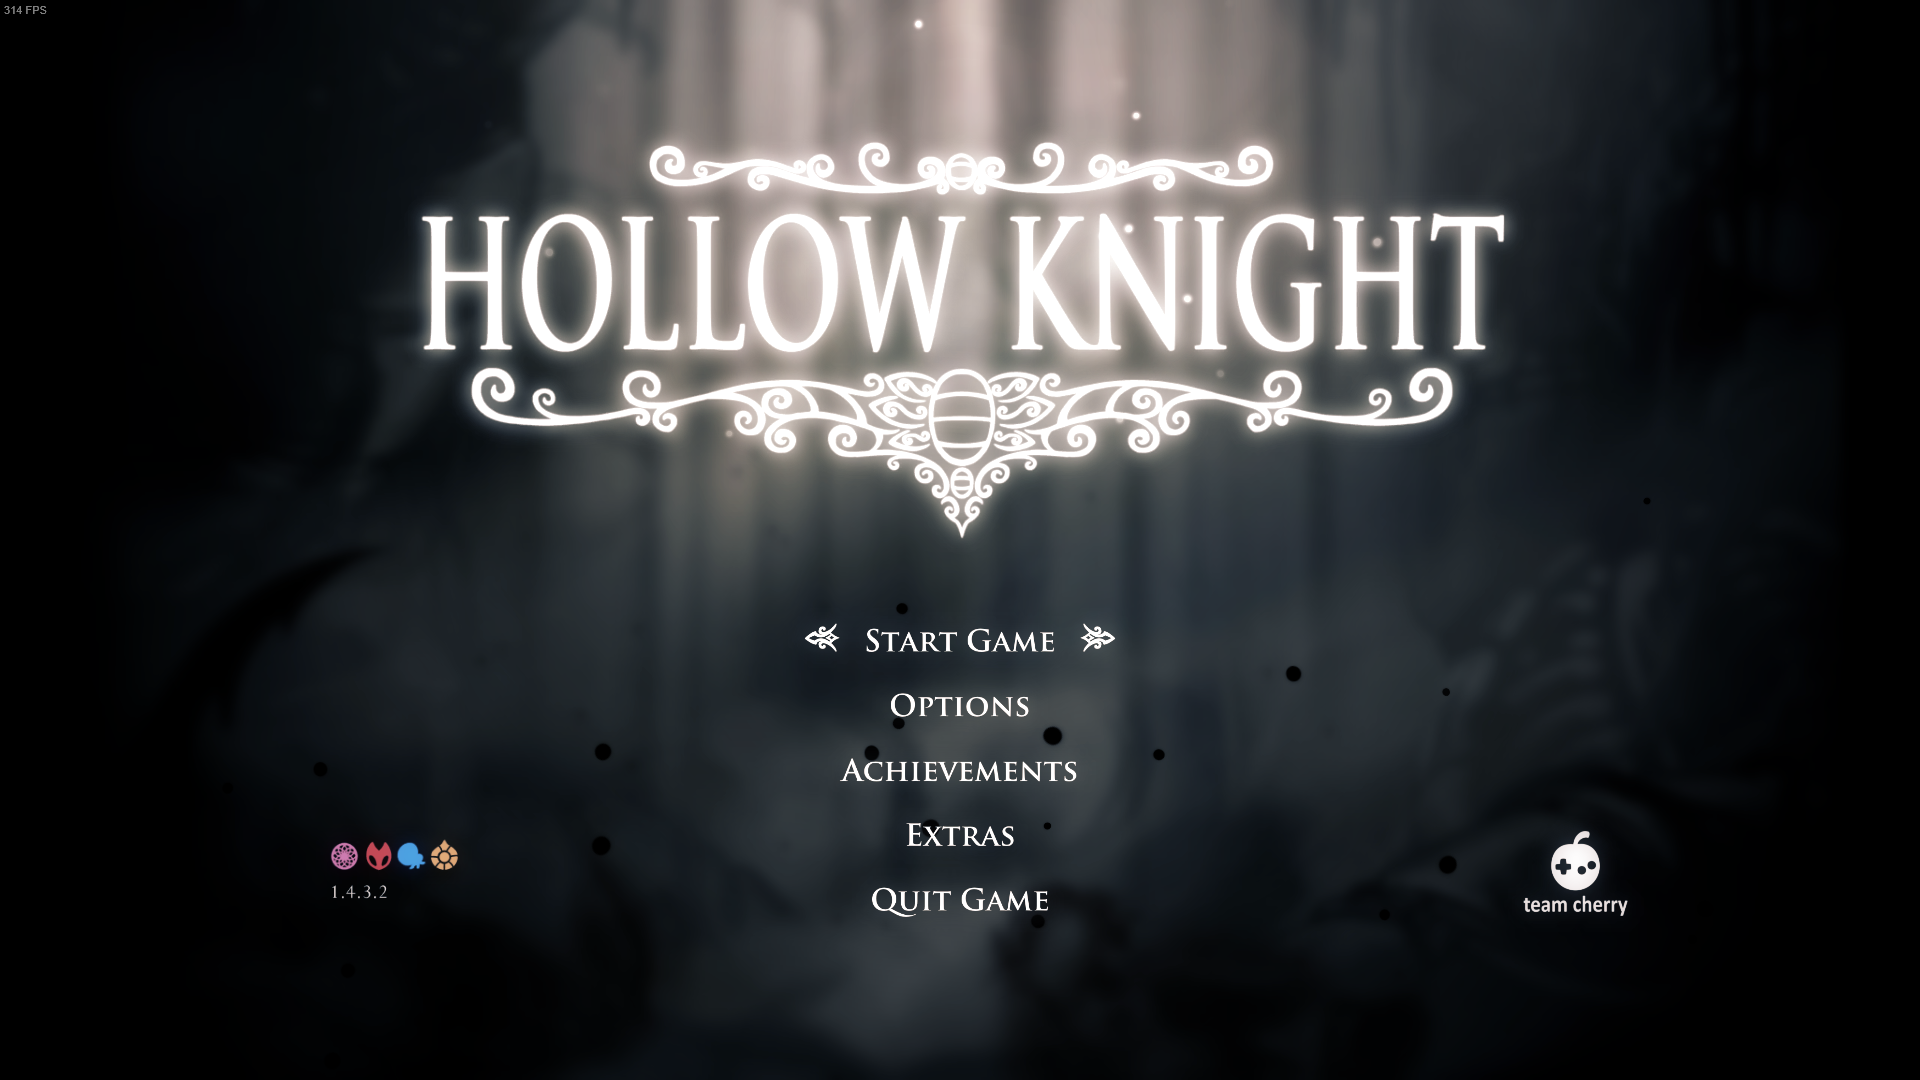 314 FPS
HOLLOW KNIGHT
START GAME
OPTIONS
ACHIEVEMENTS
EXTRAS
QUIT GAME
1.4.3.2
team cherry